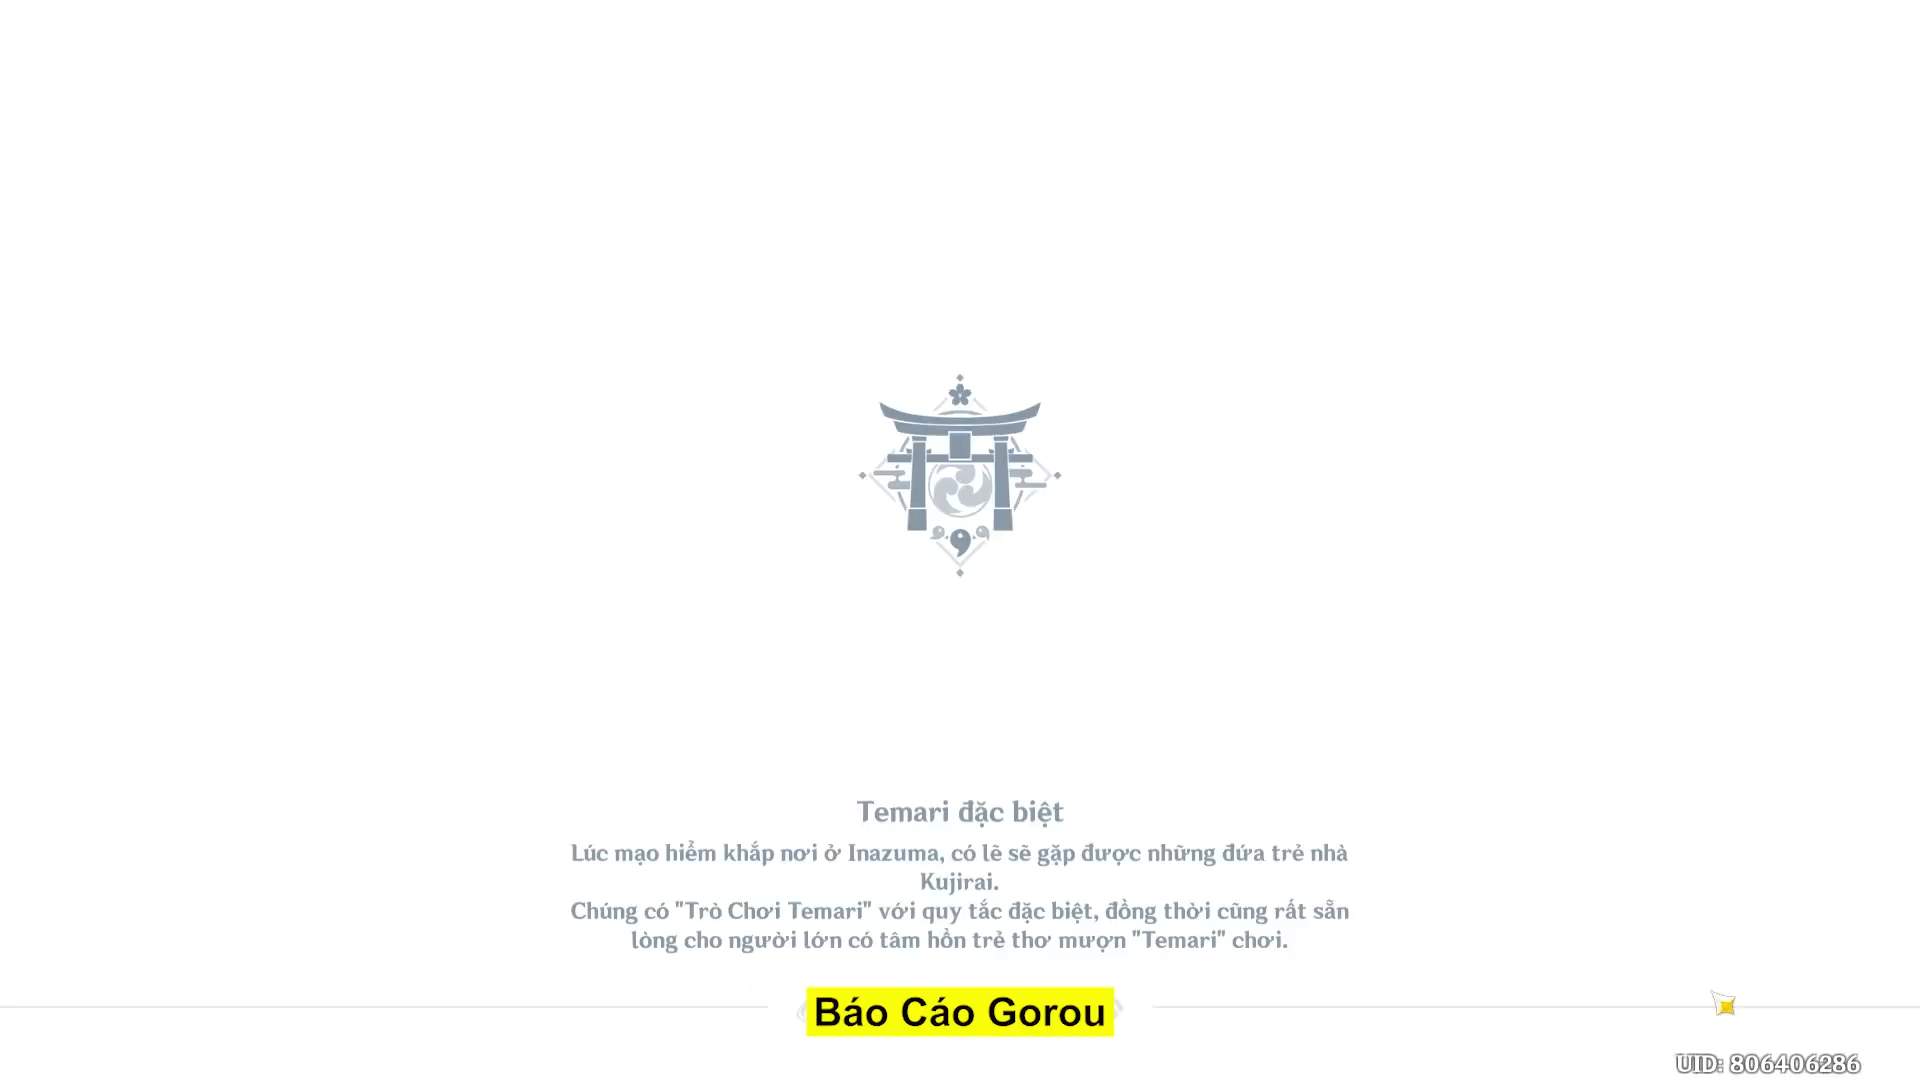 Temari đặc biệt
Lúc mạo hiểm khắp nơi ở Inazuma, có lẽ sẽ gặp được những đứa trẻ nhà
Kujirai.
Chúng có "Trò Chơi Temari" với quy tắc đặc biệt, đồng thời cũng rất sẵn
lòng cho người lớn có tâm hồn trẻ thơ mượn "Temari" chơi.
Báo Cáo Gorou
UID: 806406286